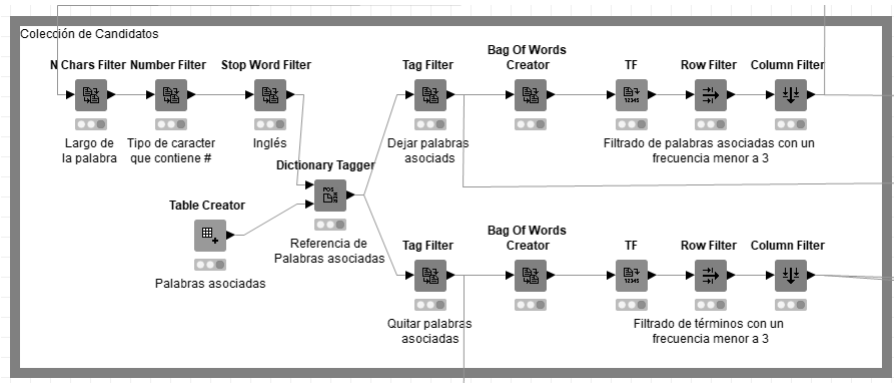 Colección de Candidatos
N Chars Filter
Number Filter
Stop Word Filter
Largo de
la palabra
Tipo de caracter
que contiene #
Inglés
Table Creator
Palabras asociadas
Dictionary Tagger
Referencia de
Palabras asociadas
Tag Filter
Dejar palabras
asociads
Bag Of Words
Creator
TF
Row Filter
Column Filter
Filtrado de palabras asociadas con un
frecuencia menor a 3
Tag Filter
Quitar palabras
asociadas
Bag Of Words
Creator
TF
Row Filter
Column Filter
Filtrado de términos con un
frecuencia menor a 3